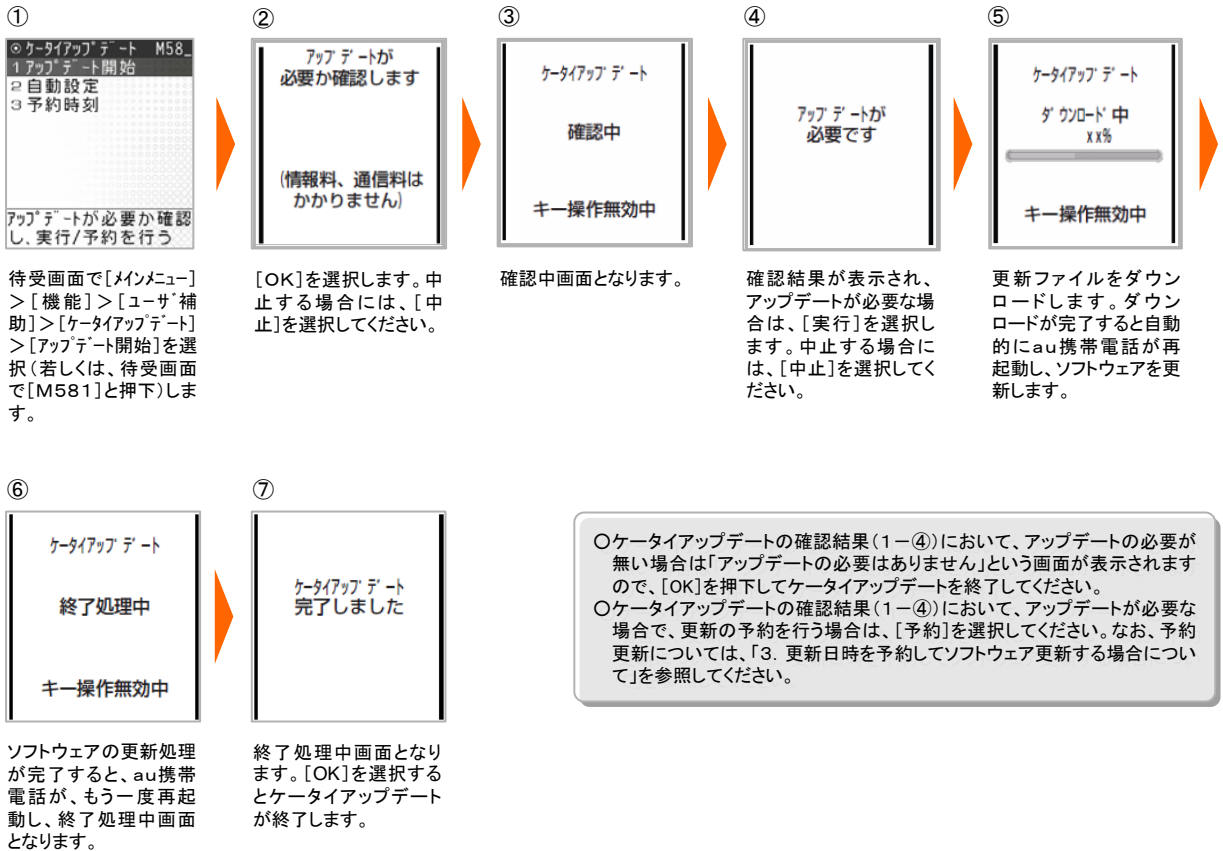 ①
⊙ケータイアップデート M58_
1アップデート開始
2自動設定
3予約時刻
アップデートが必要か確認
し、実行/予約を行う
待受画面で[メインメニュー]
>[機能]>[ユーザ補
助]>[ケータイアップデート]
>[アップデート開始]を選
択(若しくは、待受画面
で[M581]と押下)しま
す。
②
アップデートが
必要か確認します
(情報料、通信料は
かかりません)
[OK]を選択します。中
止する場合には、[中
止]を選択してください。
③
ケータイアップデート
確認中
キー操作無効中
確認中画面となります。
④
アップデートが
必要です
確認結果が表示され、
アップデートが必要な場
合は、[実行]を選択し
ます。中止する場合に
は、[中止]を選択してく
ださい。
⑤
ケータイアップデート
ダウンロード中
xx%
キー操作無効中
更新ファイルをダウン
ロードします。ダウン
ロードが完了すると自動
的にau携帯電話が再
起動し、ソフトウェアを更
新します。
⑥
ケータイアップデート
終了処理中
キー操作無効中
ソフトウェアの更新処理
が完了すると、au携帯
電話が、もう一度再起
動し、終了処理中画面
となります。
⑦
ケータイアップデート
完了しました
終了処理中画面となり
ます。[OK]を選択する
とケータイアップデート
が終了します。
○ケータイアップデートの確認結果(1-④)において、アップデートの必要が
無い場合は「アップデートの必要はありません」という画面が表示されます
ので、[OK]を押下してケータイアップデートを終了してください。
○ケータイアップデートの確認結果(1-④)において、アップデートが必要な
場合で、更新の予約を行う場合は、[予約]を選択してください。なお、予約
更新については、「3. 更新日時を予約してソフトウェア更新する場合につい
て」を参照してください。